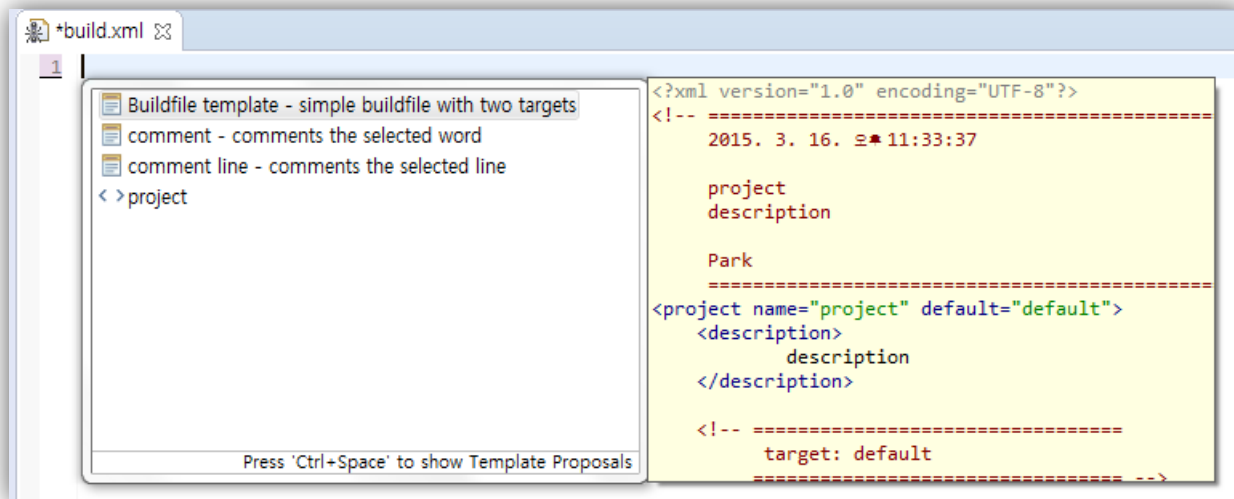 *build.xml
1
Buildfile template - simple buildfile with two targets
comment - comments the selected word
comment line - comments the selected line
< >project
Press 'Ctrl+Space' to show Template Proposals
<?xml version="1.0" encoding="UTF-8"?>
<!-- =============================================
2015. 3. 16. 11:33:37
project
description
Park
=============================================
<project name="project" default="default">
<description>
description
</description>
<!-- =================================
target: default
================================= -->